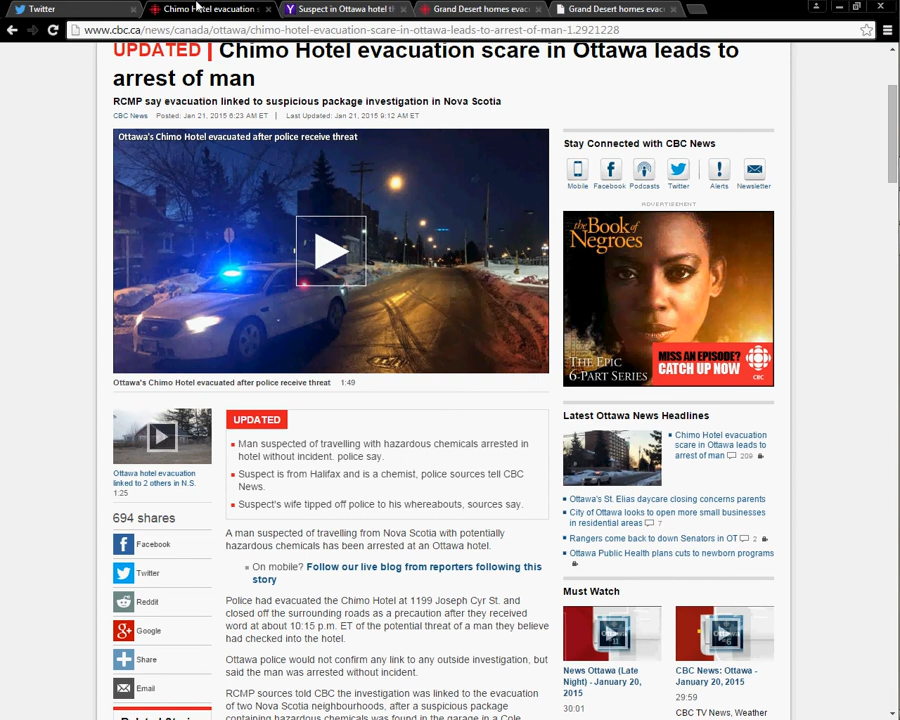 Twitter
Chimo Hotel evacuation s
Suspect in Ottawa hotel t
Grand Desert homes evac
Grand Desert homes evac
www.cbc.ca/news/canada/ottawa/chimo-hotel-evacuation-scare-in-ottawa-leads-to-arrest-of-man-1.2921228
UPDATED | Chimo Hotel evacuation scare in Ottawa leads to
arrest of man
RCMP say evacuation linked to suspicious package investigation in Nova Scotia
CBC News Posted: Jan 21, 2015 6:23 AM ET | Last Updated: Jan 21, 2015 9:12 AM ET
Ottawa's Chimo Hotel evacuated after police receive threat
Ottawa's Chimo Hotel evacuated after police receive threat 1:49
Ottawa hotel evacuation
linked to 2 others in N.S.
1:25
694 shares
Facebook
Twitter
Reddit
Google
Share
Email
Related Stories
UPDATED
Man suspected of travelling with hazardous chemicals arrested in
hotel without incident. police say.
Suspect is from Halifax and is a chemist, police sources tell CBC
News.
Suspect's wife tipped off police to his whereabouts, sources say.
A man suspected of travelling from Nova Scotia with potentially
hazardous chemicals has been arrested at an Ottawa hotel.
On mobile? Follow our live blog from reporters following this
story
Police had evacuated the Chimo Hotel at 1199 Joseph Cyr St. and
closed off the surrounding roads as a precaution after they received
word at about 10:15 p.m. ET of the potential threat of a man they believe
had checked into the hotel.
Ottawa police would not confirm any link to any outside investigation, but
said the man was arrested without incident.
RCMP sources told CBC the investigation was linked to the evacuation
of two Nova Scotia neighbourhoods, after a suspicious package
containing hazardous chemicals was found in the garage in a Cole
Stay Connected with CBC News
Mobile Facebook Podcasts Twitter Alerts Newsletter
ADVERTISEMENT
the Book of
Negroes
THE EPIC
6-PART SERIES
MISS AN EPISODE?
CATCH UP NOW
CBC
Latest Ottawa News Headlines
Chimo Hotel evacuation
scare in Ottawa leads to
arrest of man 209
Ottawa's St. Elias daycare closing concerns parents
City of Ottawa looks to open more small businesses
in residential areas 7
Rangers come back to down Senators in OT 2
Ottawa Public Health plans cuts to newborn programs
Must Watch
Ottawa
11
Ottawa
6
News Ottawa (Late
Night) - January 20,
2015
30:01
CBC News: Ottawa -
January 20, 2015
29:59
CBC TV News, Weather